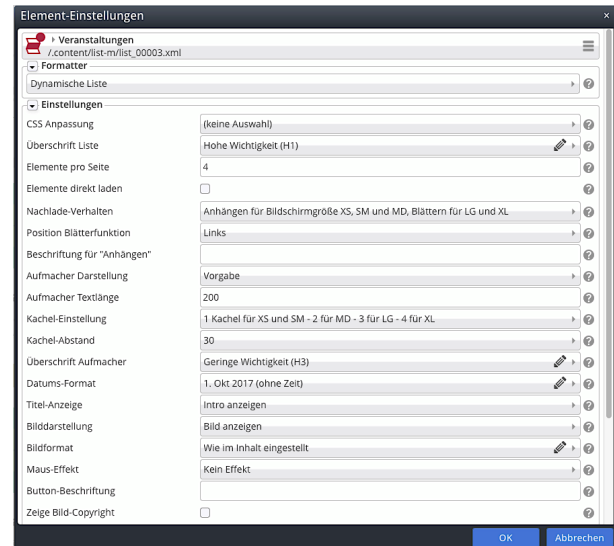 Element-Einstellungen
Veranstaltungen
/.content/list-m/list_00003.xml
Formatter
Dynamische Liste
Einstellungen
CSS Anpassung (keine Auswahl)
Überschrift Liste Hohe Wichtigkeit (H1)
Elemente pro Seite 4
Elemente direkt laden
Nachlade-Verhalten Anhängen für Bildschirmgröße XS, SM und MD, Blättern für LG und XL
Position Blätterfunktion Links
Beschriftung für "Anhängen"
Aufmacher Darstellung Vorgabe
Aufmacher Textlänge 200
Kachel-Einstellung 1 Kachel für XS und SM - 2 für MD - 3 für LG - 4 für XL
Kachel-Abstand 30
Überschrift Aufmacher Geringe Wichtigkeit (H3)
Datums-Format 1. Okt 2017 (ohne Zeit)
Titel-Anzeige Intro anzeigen
Bilddarstellung Bild anzeigen
Bildformat Wie im Inhalt eingestellt
Maus-Effekt Kein Effekt
Button-Beschriftung
Zeige Bild-Copyright
OK Abbrechen